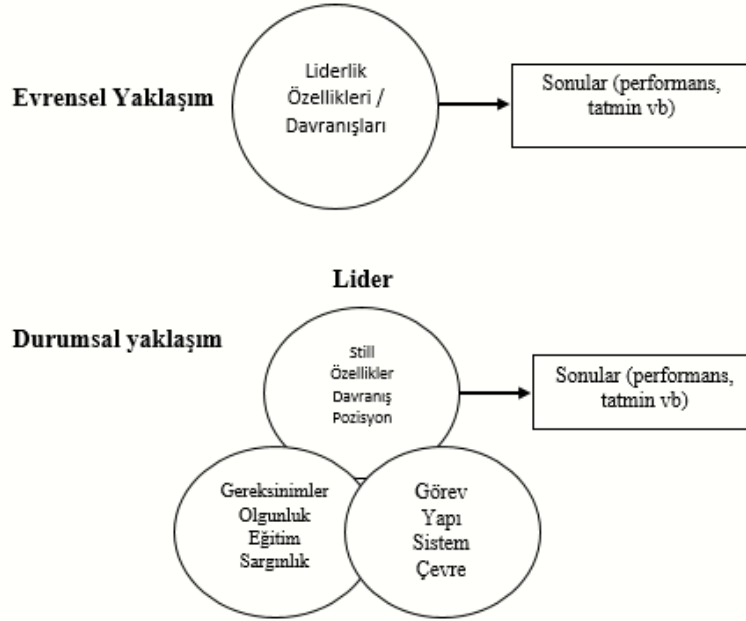 Evrensel Yaklaşım
Liderlik
Özellikleri /
Davranışları
Sonular (performans,
tatmin vb)
Lider
Durumsal yaklaşım
Still
Özellikler
Davranış
Pozisyon
Sonular (performans,
tatmin vb)
Gereksinimler
Olgunluk
Eğitim
Sargınlık
Görev
Yapı
Sistem
Çevre